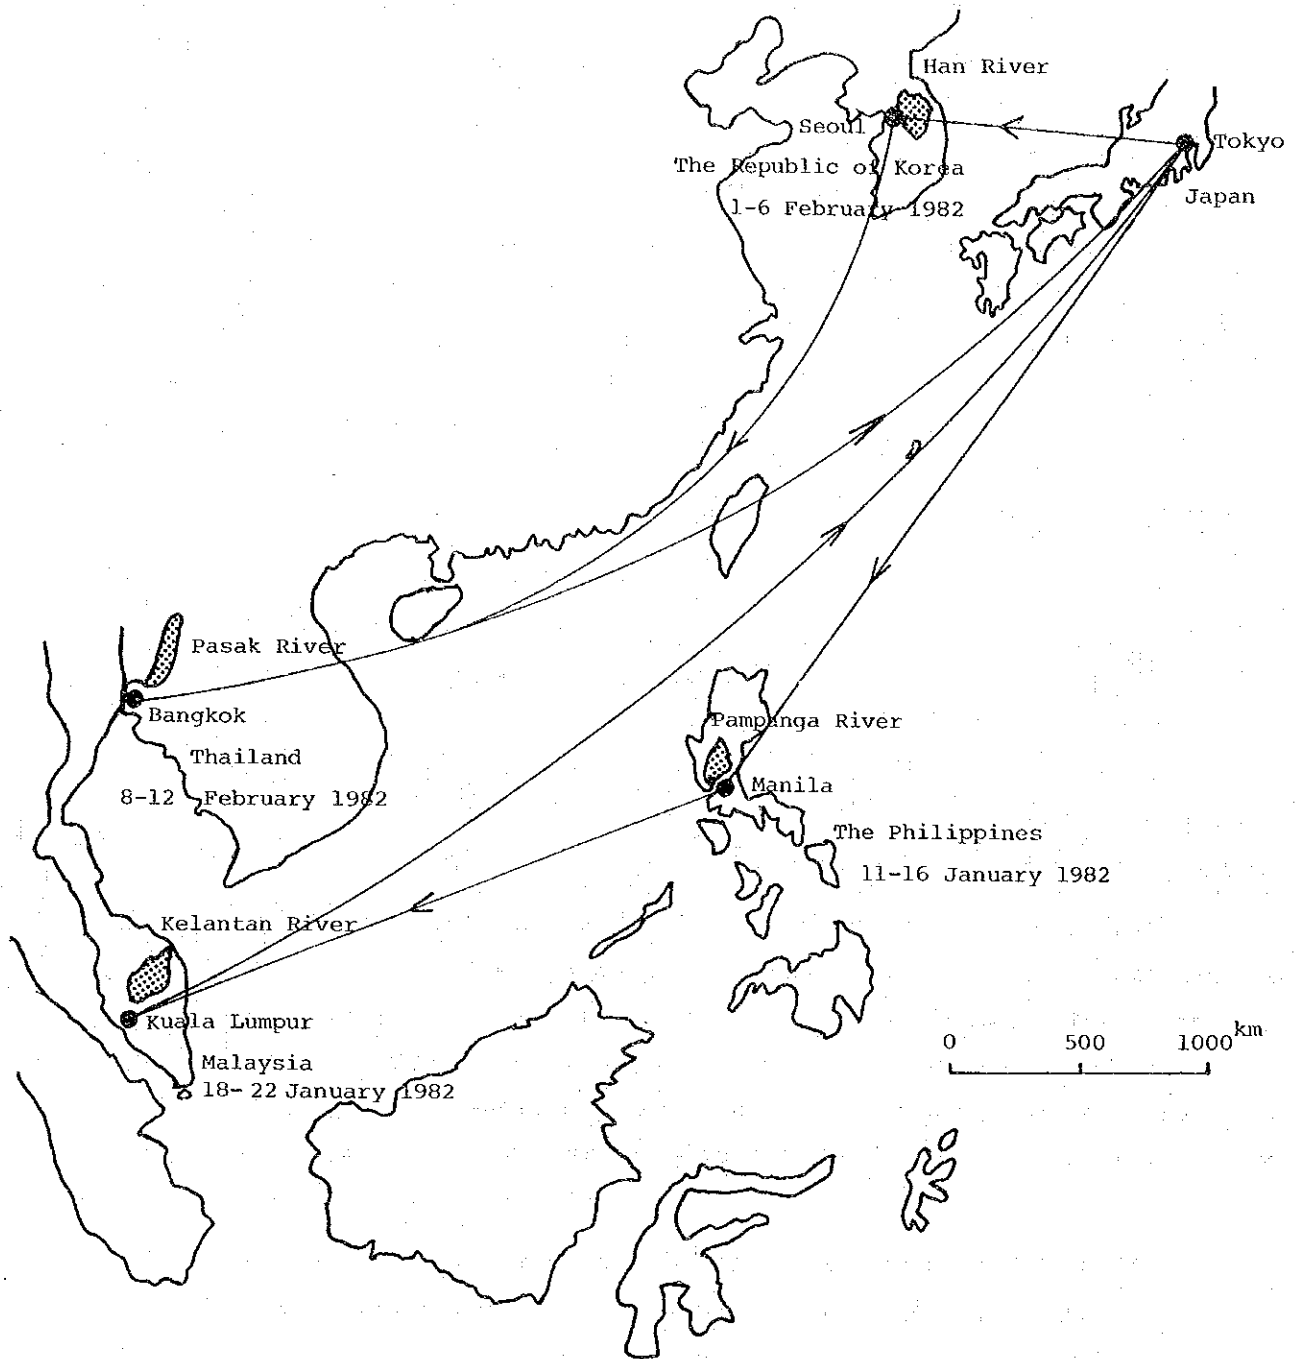 Han River
Seoul
Tokyo
The Republic of Korea
Japan
1-6 February 1982
Pasak River
Bangkok
Thailand
8-12 February 1982
Pampanga River
Manila
The Philippines
11-16 January 1982
Kelantan River
Kuala Lumpur
Malaysia
18-22 January 1982
0 500 1000 km